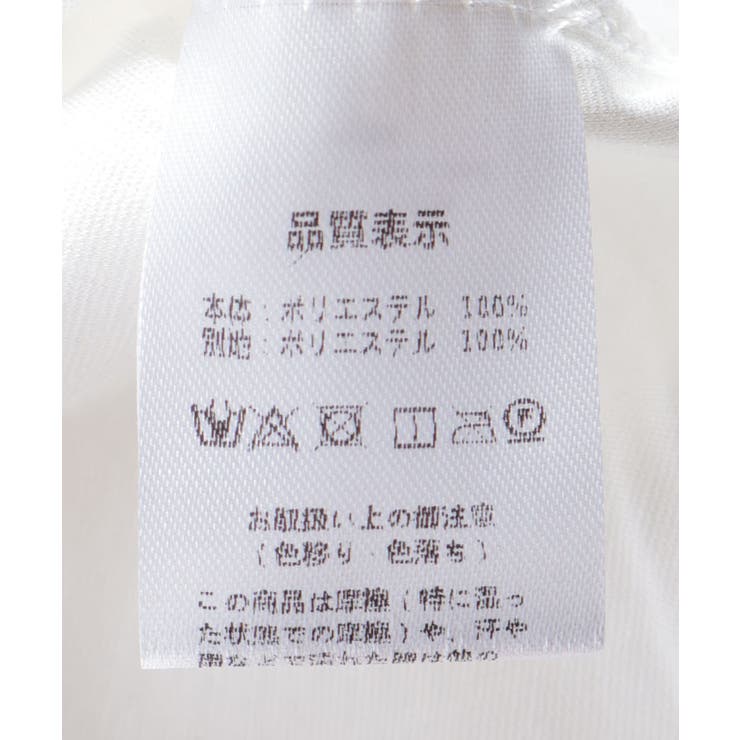 品質表示
本体：ポリエステル 100%
別地：ポリエステル 100%
お取扱い上の御注意
（色移り・色落ち）
この商品は摩擦（特に湿っ
た状態での摩擦）や、汗や